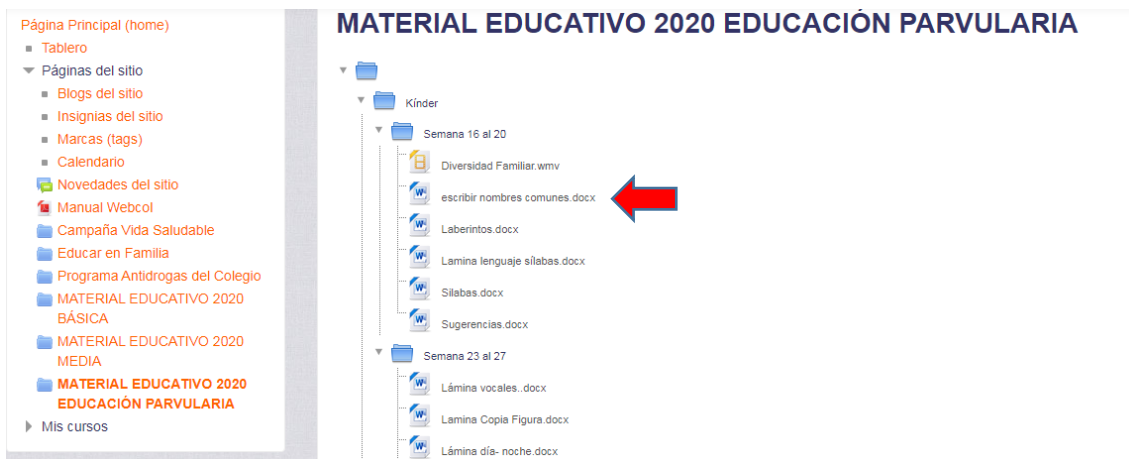 Página Principal (home)
Tablero
Páginas del sitio
Blogs del sitio
Insignias del sitio
Marcas (tags)
Calendario
Novedades del sitio
Manual Webcol
Campaña Vida Saludable
Educar en Familia
Programa Antidrogas del Colegio
MATERIAL EDUCATIVO 2020
BÁSICA
MATERIAL EDUCATIVO 2020
MEDIA
MATERIAL EDUCATIVO 2020
EDUCACIÓN PARVULARIA
Mis cursos
MATERIAL EDUCATIVO 2020 EDUCACIÓN PARVULARIA
Kínder
Semana 16 al 20
Diversidad Familiar.wmv
escribir nombres comunes.docx
Laberintos.docx
Lamina lenguaje sílabas.docx
Silabas.docx
Sugerencias.docx
Semana 23 al 27
Lámina vocales..docx
Lamina Copia Figura.docx
Lámina día- noche.docx